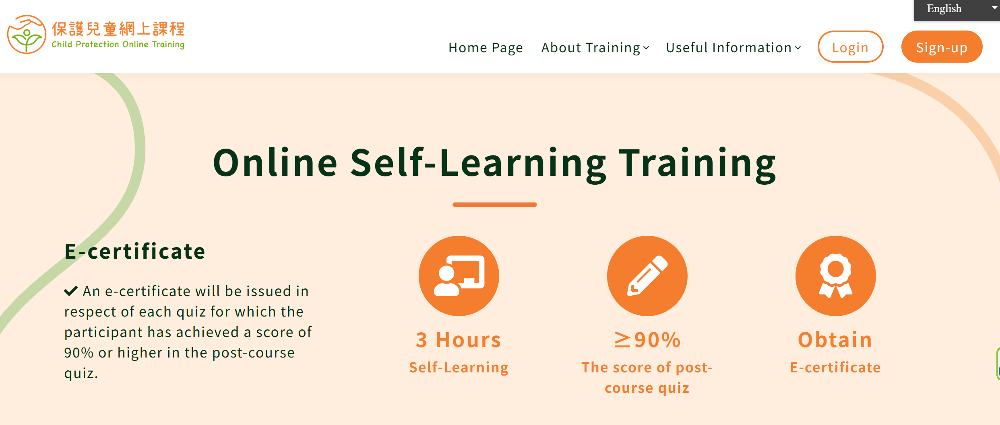 English
保護兒童網上課程
Child Protection Online Training
Home Page About Training Useful Information Login Sign-up
Online Self-Learning Training
E-certificate
An e-certificate will be issued in
respect of each quiz for which the
participant has achieved a score of
90% or higher in the post-course
quiz.
3 Hours
Self-Learning
≥90%
The score of post-
course quiz
Obtain
E-certificate